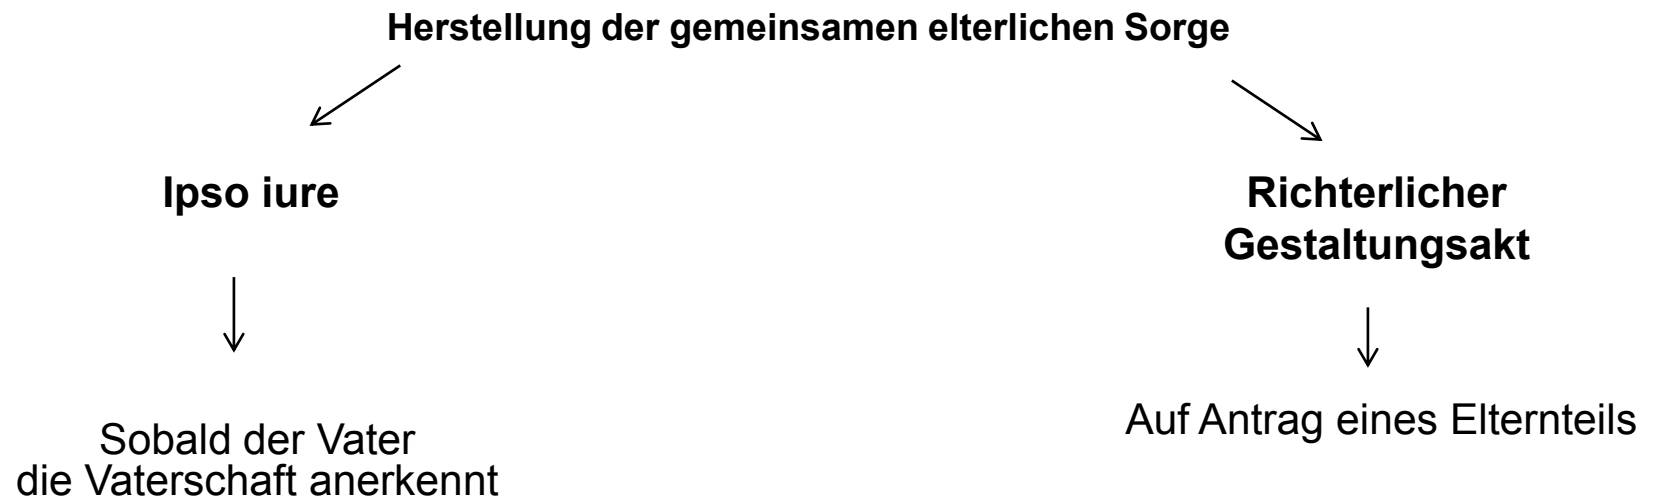 Herstellung der gemeinsamen elterlichen Sorge
Ipso iure
Richterlicher
Gestaltungsakt
Sobald der Vater
die Vaterschaft anerkennt
Auf Antrag eines Elternteils